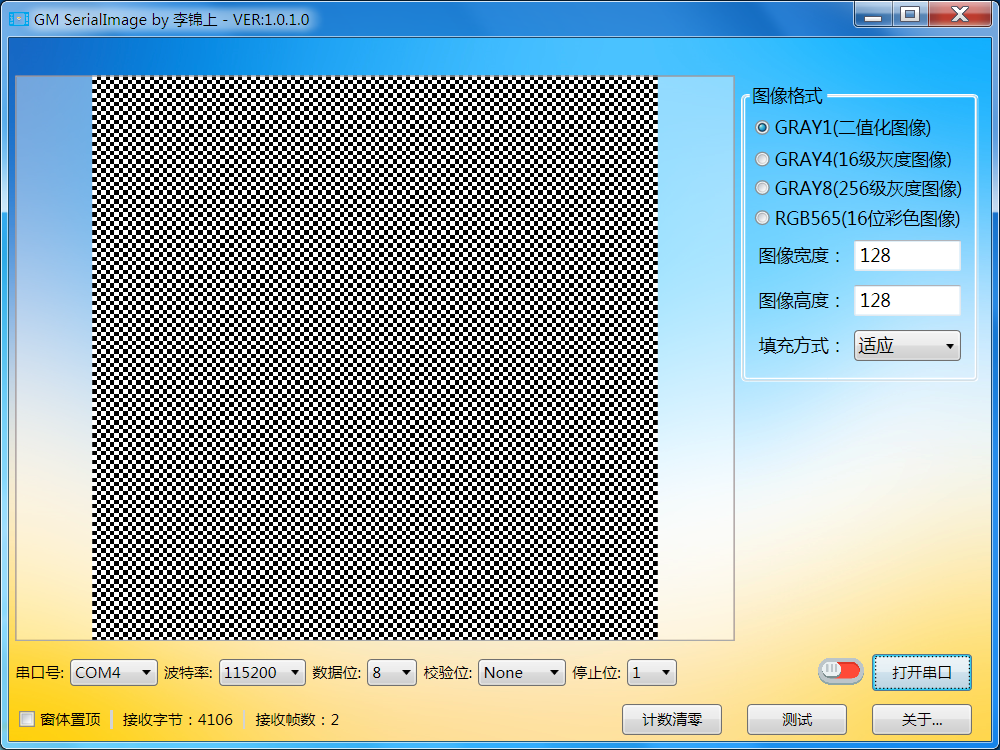 GM SerialImage by 李锦上 - VER:1.0.1.0
图像格式
GRAY1(二值化图像)
GRAY4(16级灰度图像)
GRAY8(256级灰度图像)
RGB565(16位彩色图像)
图像宽度： 128
图像高度： 128
填充方式： 适应
串口号: COM4 波特率: 115200 数据位: 8 校验位: None 停止位: 1 打开串口
窗体置顶 接收字节：4106 接收帧数：2 计数清零 测试 关于...